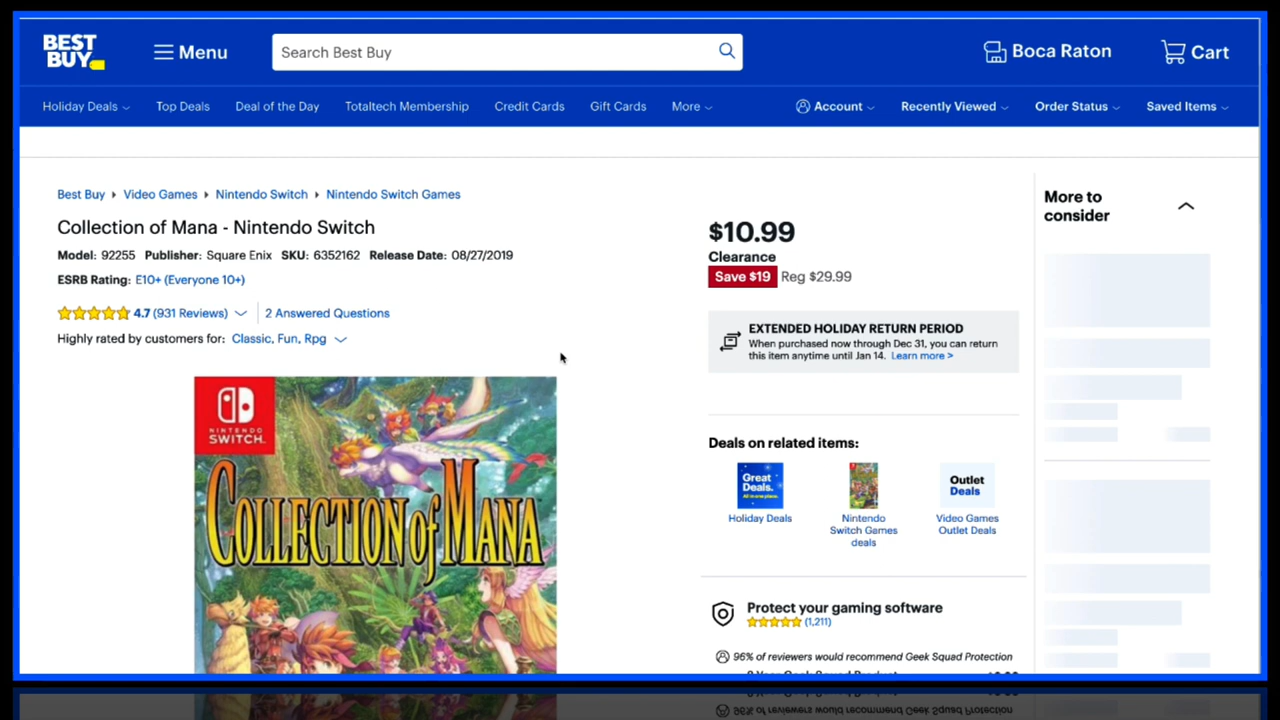 BEST
BUY
Menu
Search Best Buy
Boca Raton
Cart
Holiday Deals
Top Deals
Deal of the Day
Totaltech Membership
Credit Cards
Gift Cards
More
Account
Recently Viewed
Order Status
Saved Items
Best Buy
Video Games
Nintendo Switch
Nintendo Switch Games
Collection of Mana - Nintendo Switch
Model: 92255 Publisher: Square Enix SKU: 6352162 Release Date: 08/27/2019
ESRB Rating: E10+ (Everyone 10+)
4.7 (931 Reviews)
2 Answered Questions
Highly rated by customers for: Classic, Fun, Rpg
NINTENDO
SWITCH
COLLECTION of MANA
$10.99
Clearance
Save $19 Reg $29.99
EXTENDED HOLIDAY RETURN PERIOD
When purchased now through Dec 31, you can return
this item anytime until Jan 14. Learn more >
Deals on related items:
Great
Deals.
All in one place.
Holiday Deals
Nintendo
Switch Games
deals
Outlet
Deals
Video Games
Outlet Deals
Protect your gaming software
(1,211)
96% of reviewers would recommend Geek Squad Protection
More to
consider